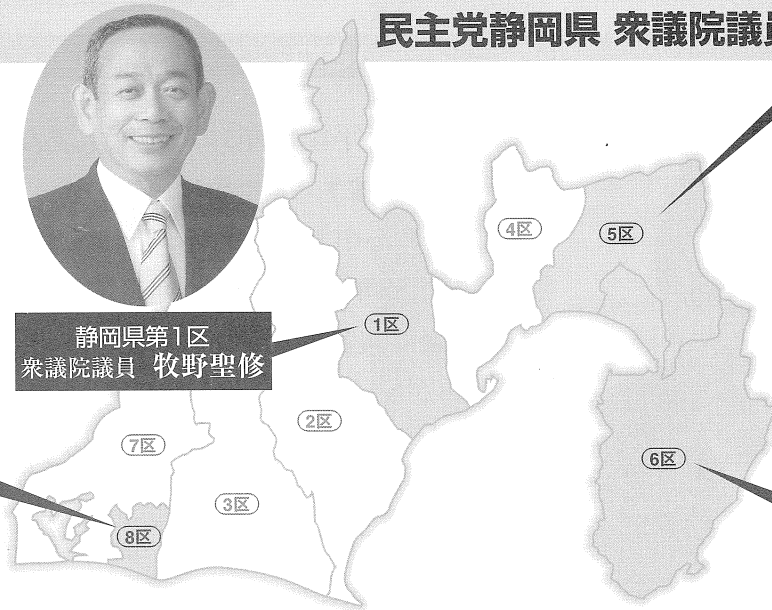 民主党静岡県 衆議院議員
4区
5区
1区
静岡県第1区
衆議院議員 牧野聖修
2区
7区
6区
3区
8区